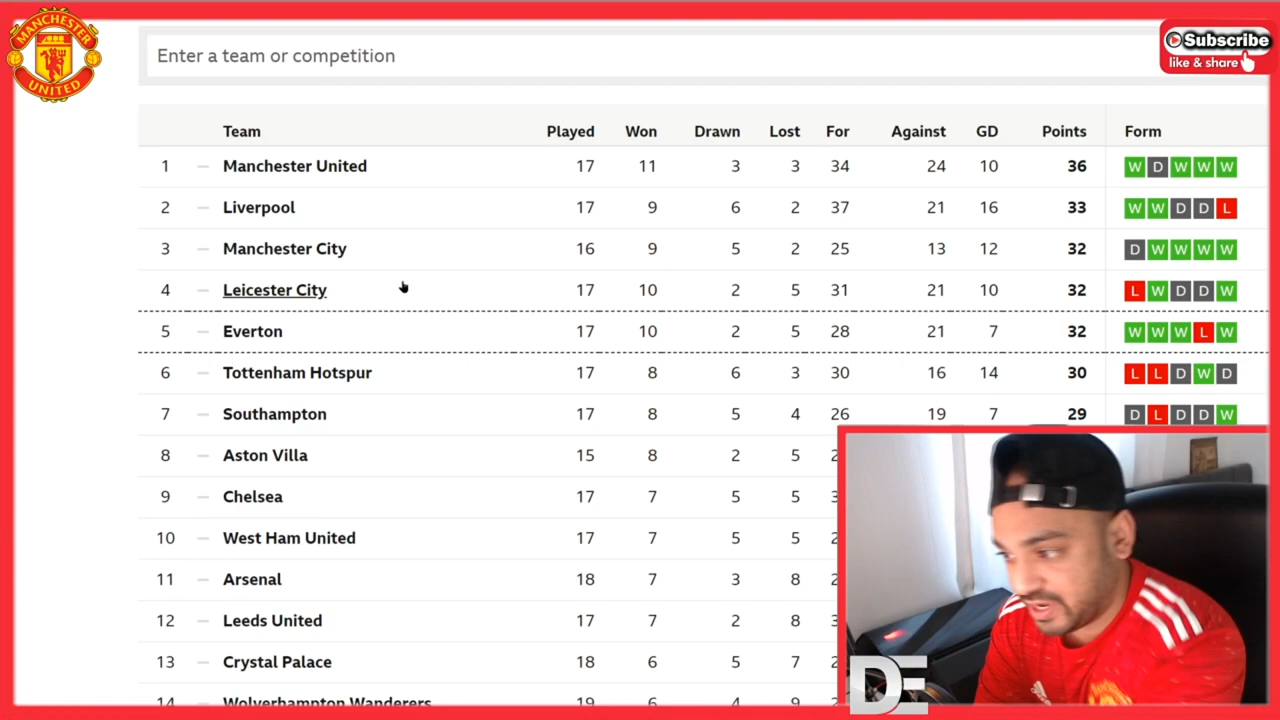 MANCHESTER
UNITED
Enter a team or competition
Subscribe
like & share
Team Played Won Drawn Lost For Against GD Points Form
1 Manchester United 17 11 3 3 34 24 10 36 W D W W W
2 Liverpool 17 9 6 2 37 21 16 33 W W D D L
3 Manchester City 16 9 5 2 25 13 12 32 D W W W W
4 Leicester City 17 10 2 5 31 21 10 32 L W D D W
5 Everton 17 10 2 5 28 21 7 32 W W W L W
6 Tottenham Hotspur 17 8 6 3 30 16 14 30 L L D W D
7 Southampton 17 8 5 4 26 19 7 29 D L D D W
8 Aston Villa 15 8 2 5
9 Chelsea 17 7 5 5
10 West Ham United 17 7 5 5
11 Arsenal 18 7 3 8
12 Leeds United 17 7 2 8
13 Crystal Palace 18 6 5 7
14 Wolverhampton Wanderers 19 6 4 9
DE